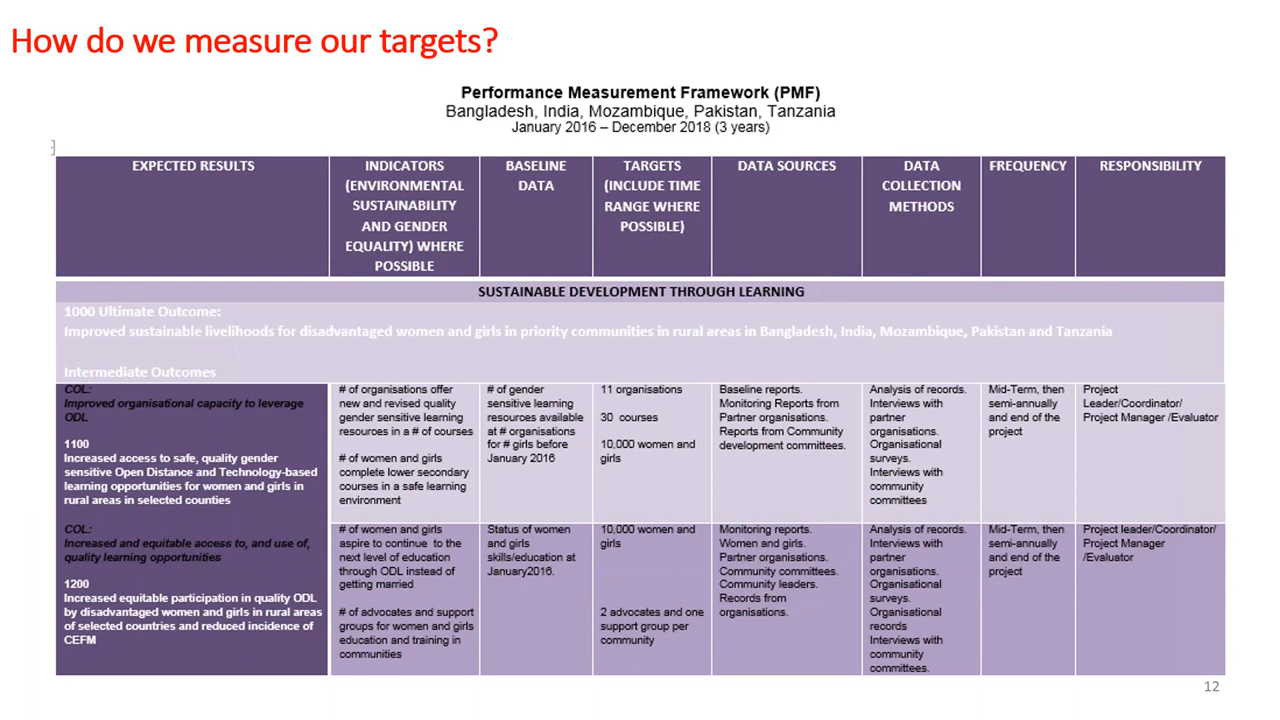 How do we measure our targets?
Performance Measurement Framework (PMF)
Bangladesh, India, Mozambique, Pakistan, Tanzania
January 2016 – December 2018 (3 years)
EXPECTED RESULTS
INDICATORS
(ENVIRONMENTAL
SUSTAINABILITY
AND GENDER
EQUALITY) WHERE
POSSIBLE
BASELINE
DATA
TARGETS
(INCLUDE TIME
RANGE WHERE
POSSIBLE)
DATA SOURCES
DATA
COLLECTION
METHODS
FREQUENCY
RESPONSIBILITY
SUSTAINABLE DEVELOPMENT THROUGH LEARNING
1000 Ultimate Outcome:
Improved sustainable livelihoods for disadvantaged women and girls in priority communities in rural areas in Bangladesh, India, Mozambique, Pakistan and Tanzania
Intermediate Outcomes
COL:
Improved organisational capacity to leverage
ODL
1100
Increased access to safe, quality gender
sensitive Open Distance and Technology-based
learning opportunities for women and girls in
rural areas in selected counties
# of organisations offer
new and revised quality
gender sensitive learning
resources in a # of courses
# of women and girls
complete lower secondary
courses in a safe learning
environment
# of gender
sensitive learning
resources available
at # organisations
for # girls before
January 2016
11 organisations
30 courses
10,000 women and
girls
Baseline reports.
Monitoring Reports from
Partner organisations.
Reports from Community
development committees.
Analysis of records.
Interviews with
partner
organisations.
Organisational
surveys.
Interviews with
community
committees
Mid-Term, then
semi-annually
and end of the
project
Project
Leader/Coordinator/
Project Manager /Evaluator
COL:
Increased and equitable access to, and use of,
quality learning opportunities
1200
Increased equitable participation in quality ODL
by disadvantaged women and girls in rural areas
of selected countries and reduced incidence of
CEFM
# of women and girls
aspire to continue to the
next level of education
through ODL instead of
getting married
# of advocates and support
groups for women and girls
education and training in
communities
Status of women
and girls
skills/education at
January2016.
10,000 women and
girls
2 advocates and one
support group per
community
Monitoring reports.
Women and girls.
Partner organisations.
Community committees.
Community leaders.
Records from
organisations.
Analysis of records.
Interviews with
partner
organisations.
Organisational
surveys.
Organisational
records
Interviews with
community
committees.
Mid-Term, then
semi-annually
and end of the
project
Project leader/Coordinator/
Project Manager
/Evaluator
12